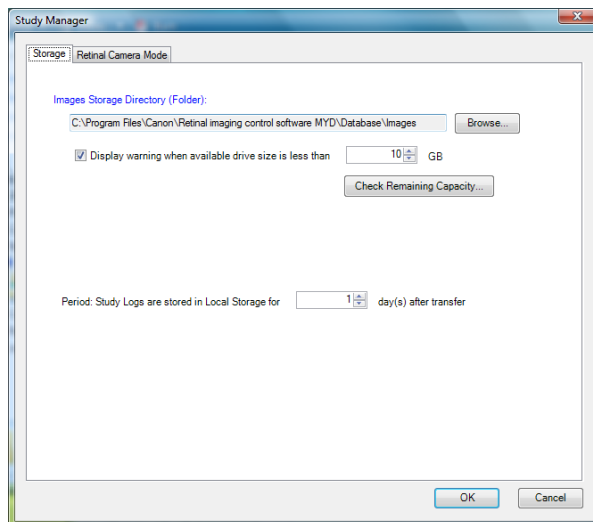 Study Manager
Storage Retinal Camera Mode
Images Storage Directory (Folder):
C:\Program Files\Canon\Retinal imaging control software MYD\Database\Images Browse...
Display warning when available drive size is less than 10 GB
Check Remaining Capacity...
Period: Study Logs are stored in Local Storage for 1 day(s) after transfer
OK Cancel